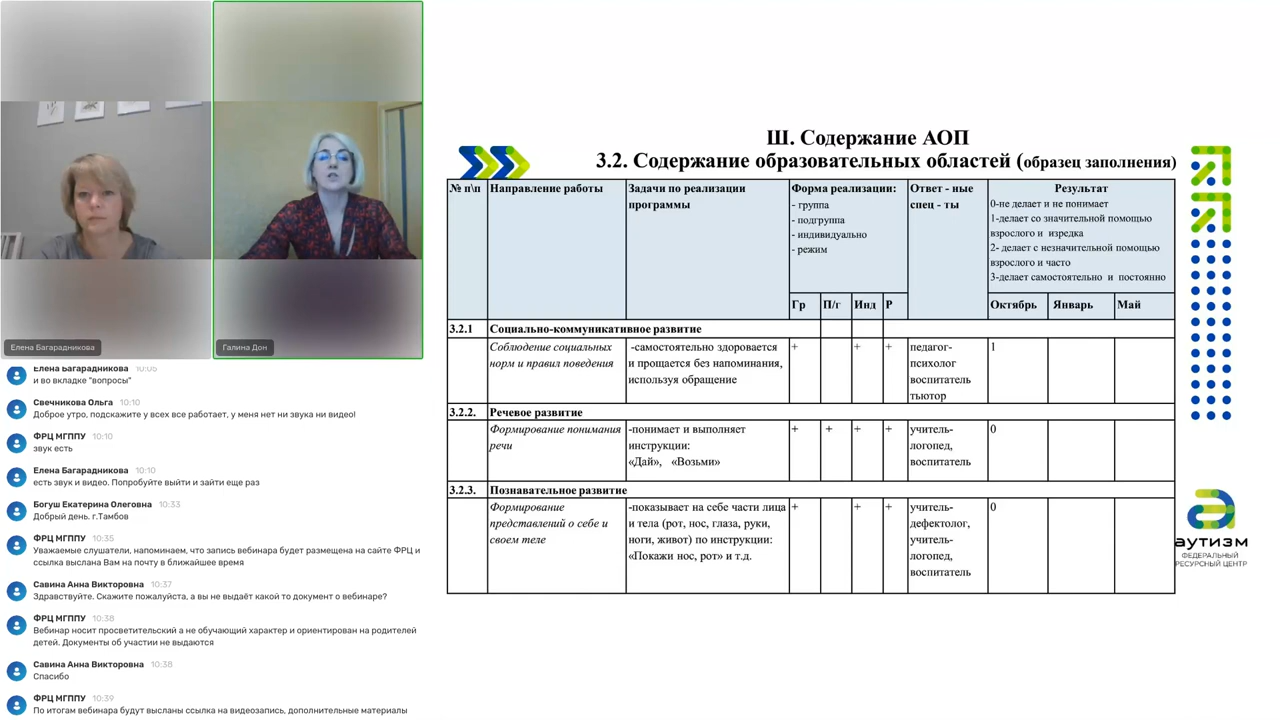 Елена Багарадникова
Галина Дон
Елена Багарадникова 10:05
и во вкладке "вопросы"
Свечникова Ольга 10:10
Доброе утро, подскажите у всех все работает, у меня нет ни звука ни видео!
ФРЦ МГППУ 10:10
звук есть
Елена Багарадникова 10:10
есть звук и видео. Попробуйте выйти и зайти еще раз
Богуш Екатерина Олеговна 10:33
Добрый день. г.Тамбов
ФРЦ МГППУ 10:35
Уважаемые слушатели, напоминаем, что запись вебинара будет размещена на сайте ФРЦ и
ссылка выслана Вам на почту в ближайшее время
Савина Анна Викторовна 10:37
Здравствуйте. Скажите пожалуйста, а вы не выдаёт какой то документ о вебинаре?
ФРЦ МГППУ 10:38
Вебинар носит просветительский а не обучающий характер и ориентирован на родителей
детей. Документы об участии не выдаются
Савина Анна Викторовна 10:38
Спасибо
ФРЦ МГППУ 10:39
По итогам вебинара будут высланы ссылка на видеозапись, дополнительные материалы
Ш. Содержание АОП
3.2. Содержание образовательных областей (образец заполнения)
№ п\п Направление работы Задачи по реализации программы Форма реализации: - группа - подгруппа - индивидуально - режим Ответ - ные спец - ты Результат
0-не делает и не понимает
1-делает со значительной помощью
взрослого и изредка
2- делает с незначительной помощью
взрослого и часто
3-делает самостоятельно и постоянно
Гр П/г Инд Р Октябрь Январь Май
3.2.1 Социально-коммуникативное развитие
Соблюдение социальных -самостоятельно здоровается + + + педагог- 1
норм и правил поведения и прощается без напоминания, психолог
используя обращение воспитатель
тьютор
3.2.2. Речевое развитие
Формирование понимания -понимает и выполняет + + + + учитель- 0
речи инструкции: логопед,
«Дай», «Возьми» воспитатель
3.2.3. Познавательное развитие
Формирование -показывает на себе части лица + + + учитель- 0
представлений о себе и и тела (рот, нос, глаза, руки, дефектолог,
своем теле ноги, живот) по инструкции: учитель-
«Покажи нос, рот» и т.д. логопед,
воспитатель
аутизм
ФЕДЕРАЛЬНЫЙ
РЕСУРСНЫЙ ЦЕНТР